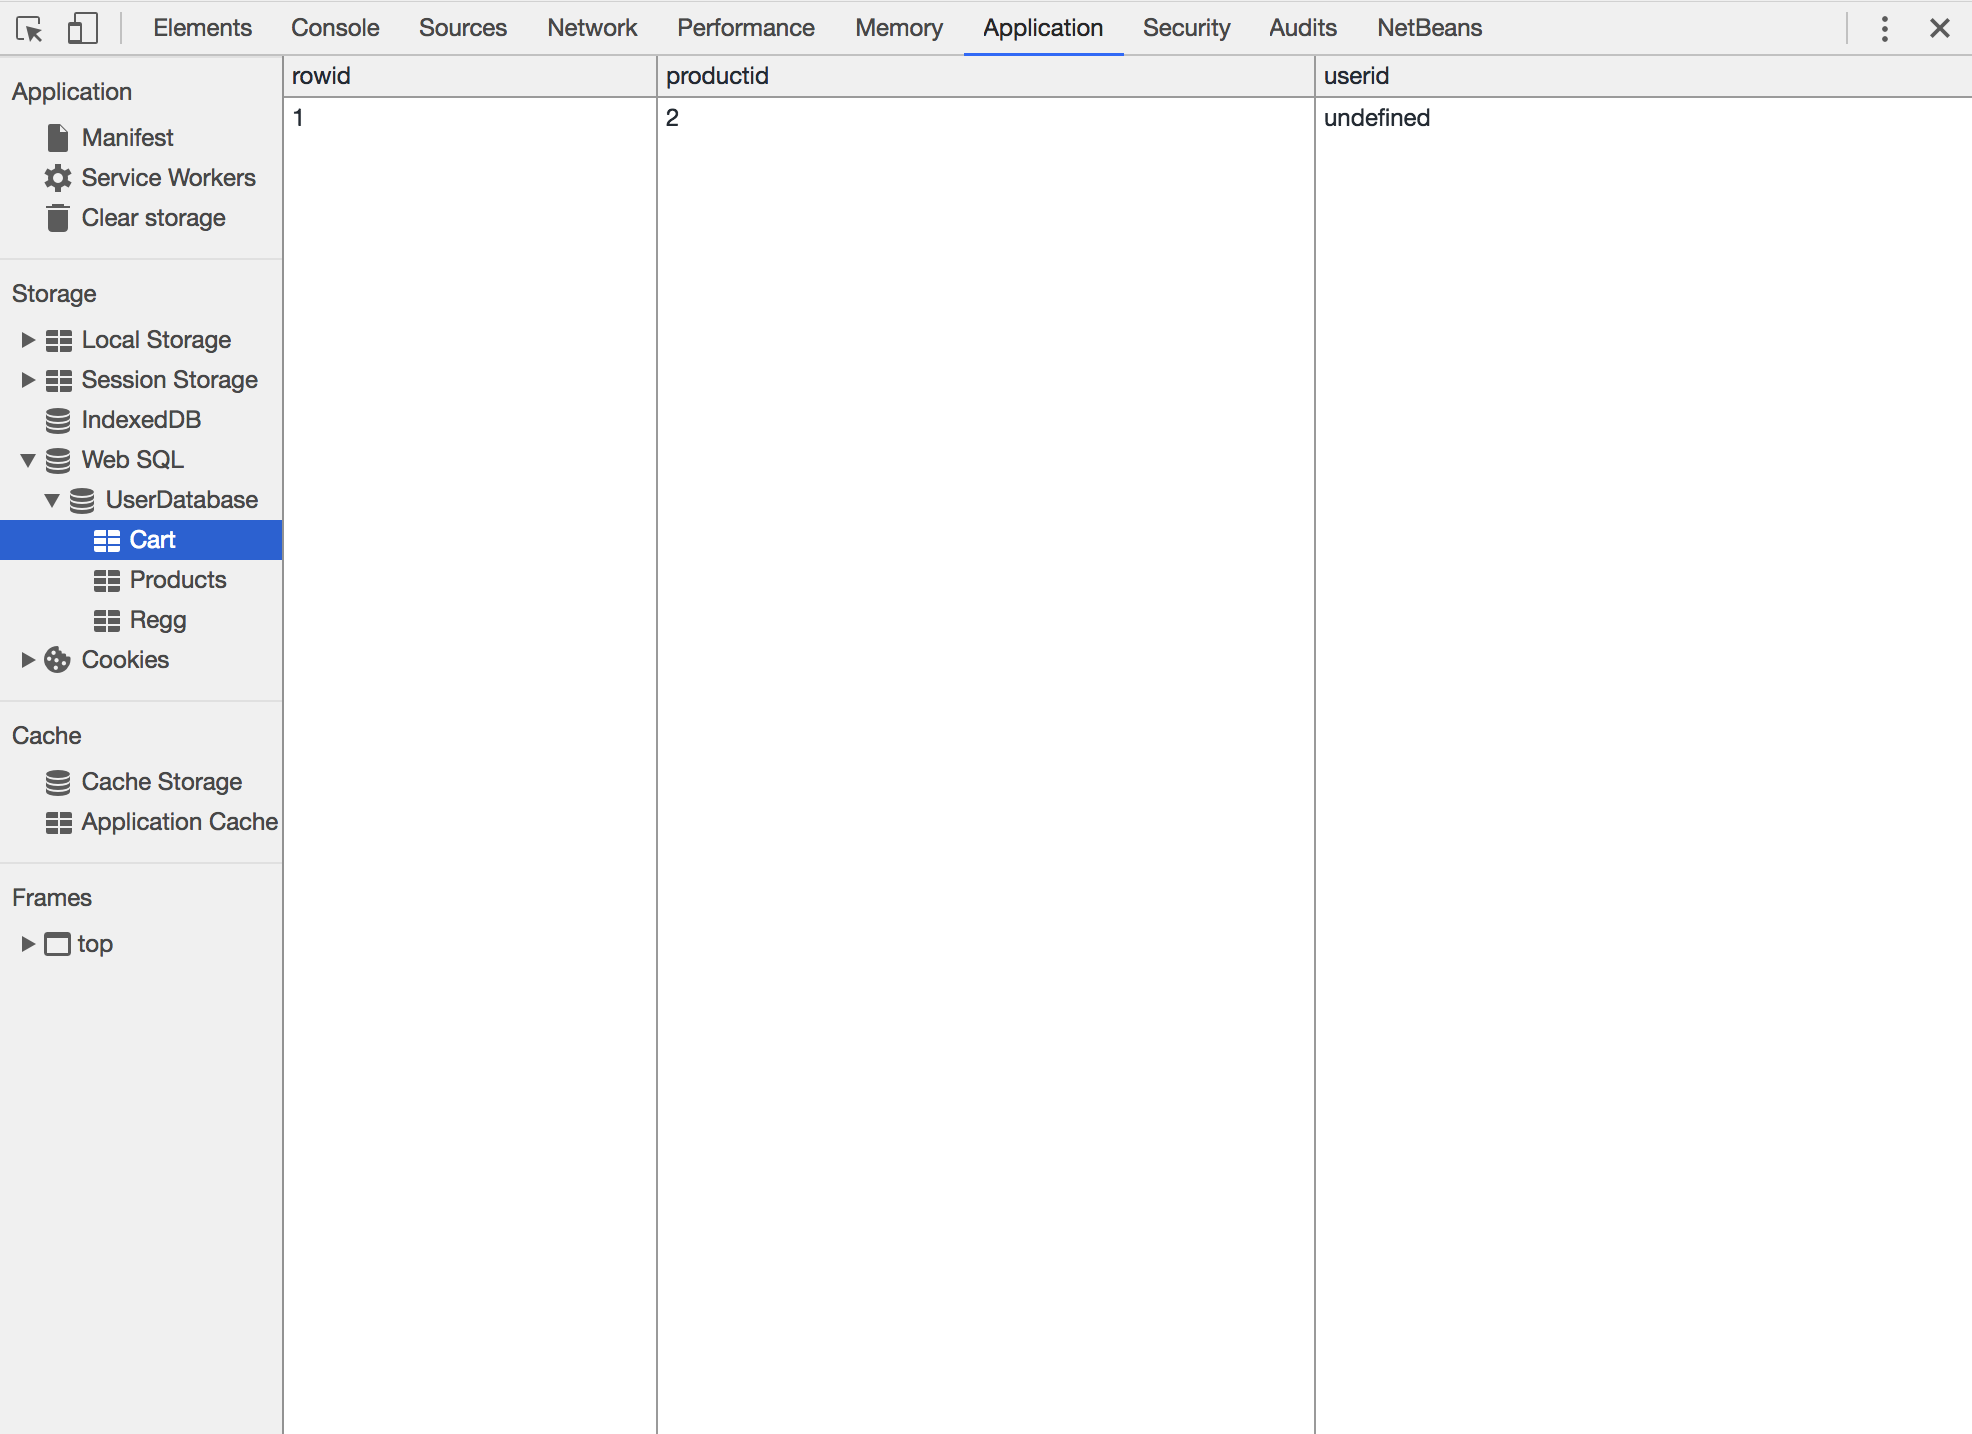 Elements Console Sources Network Performance Memory Application Security Audits NetBeans
Application
Manifest
Service Workers
Clear storage
Storage
Local Storage
Session Storage
IndexedDB
Web SQL
UserDatabase
Cart
Products
Regg
Cookies
Cache
Cache Storage
Application Cache
Frames
top
rowid productid userid
1 2 undefined